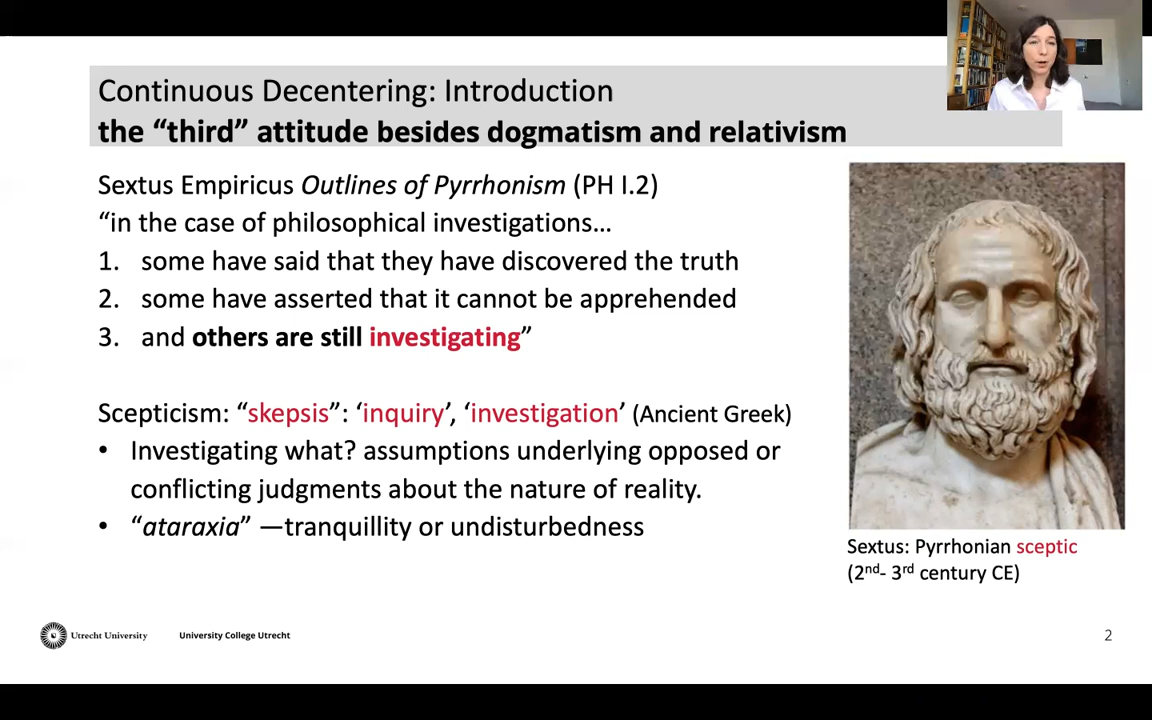 Continuous Decentering: Introduction
the “third” attitude besides dogmatism and relativism
Sextus Empiricus Outlines of Pyrrhonism (PH I.2)
“in the case of philosophical investigations…
1. some have said that they have discovered the truth
2. some have asserted that it cannot be apprehended
3. and others are still investigating”
Scepticism: “skepsis”: ‘inquiry’, ‘investigation’ (Ancient Greek)
• Investigating what? assumptions underlying opposed or
conflicting judgments about the nature of reality.
• “ataraxia” —tranquillity or undisturbedness
Sextus: Pyrrhonian sceptic
(2nd- 3rd century CE)
Utrecht University
University College Utrecht
2